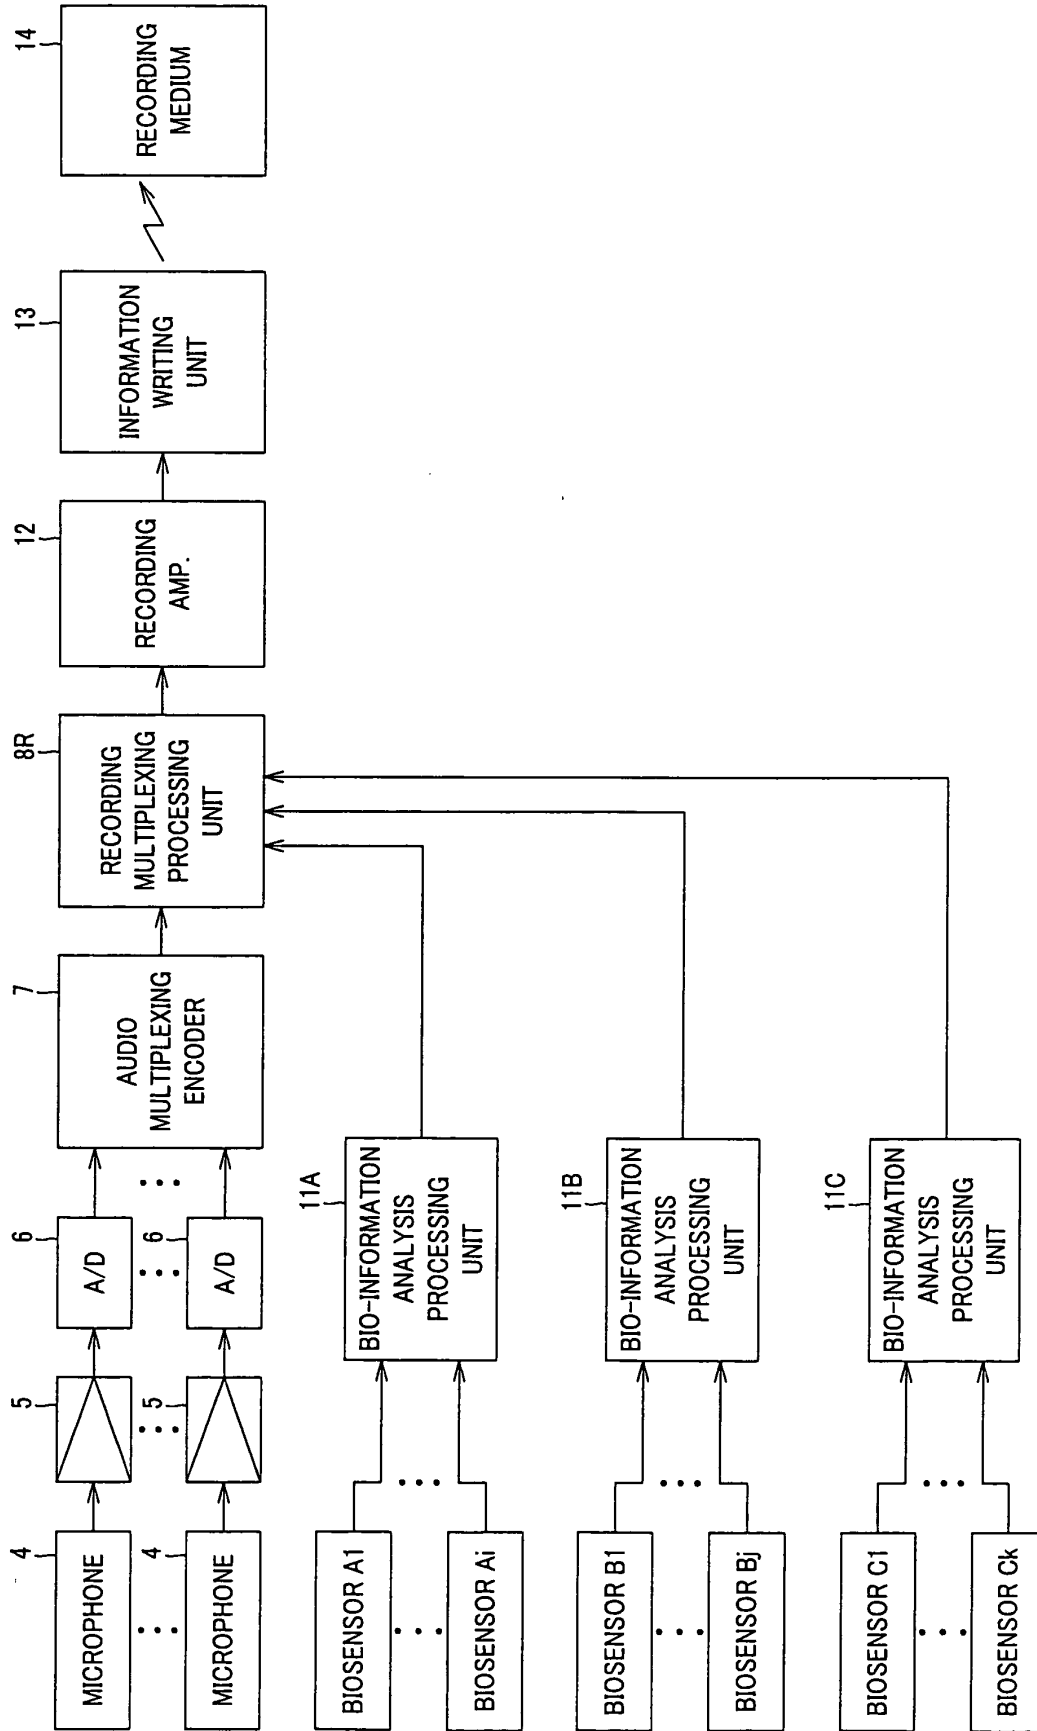 4
MICROPHONE
4
MICROPHONE
5
5
6
A/D
6
A/D
7
AUDIO
MULTIPLEXING
ENCODER
8R
RECORDING
MULTIPLEXING
PROCESSING
UNIT
12
RECORDING
AMP.
13
INFORMATION
WRITING
UNIT
14
RECORDING
MEDIUM
BIOSENSOR A1
BIOSENSOR Ai
11A
BIO-INFORMATION
ANALYSIS
PROCESSING
UNIT
BIOSENSOR B1
BIOSENSOR Bj
11B
BIO-INFORMATION
ANALYSIS
PROCESSING
UNIT
BIOSENSOR C1
BIOSENSOR Ck
11C
BIO-INFORMATION
ANALYSIS
PROCESSING
UNIT